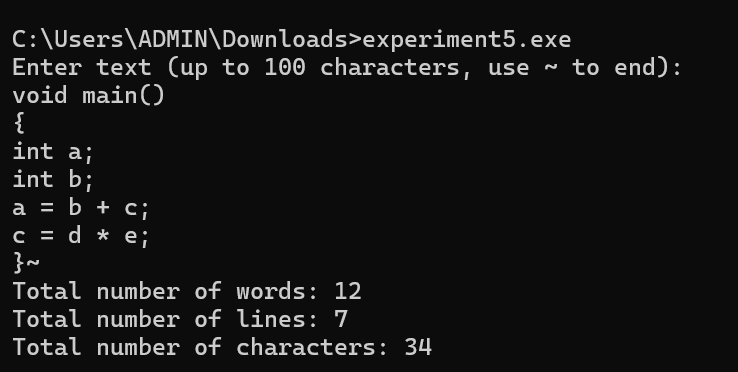 C:\Users\ADMIN\Downloads>experiment5.exe
Enter text (up to 100 characters, use ~ to end):
void main()
{
int a;
int b;
a = b + c;
c = d * e;
}~
Total number of words: 12
Total number of lines: 7
Total number of characters: 34